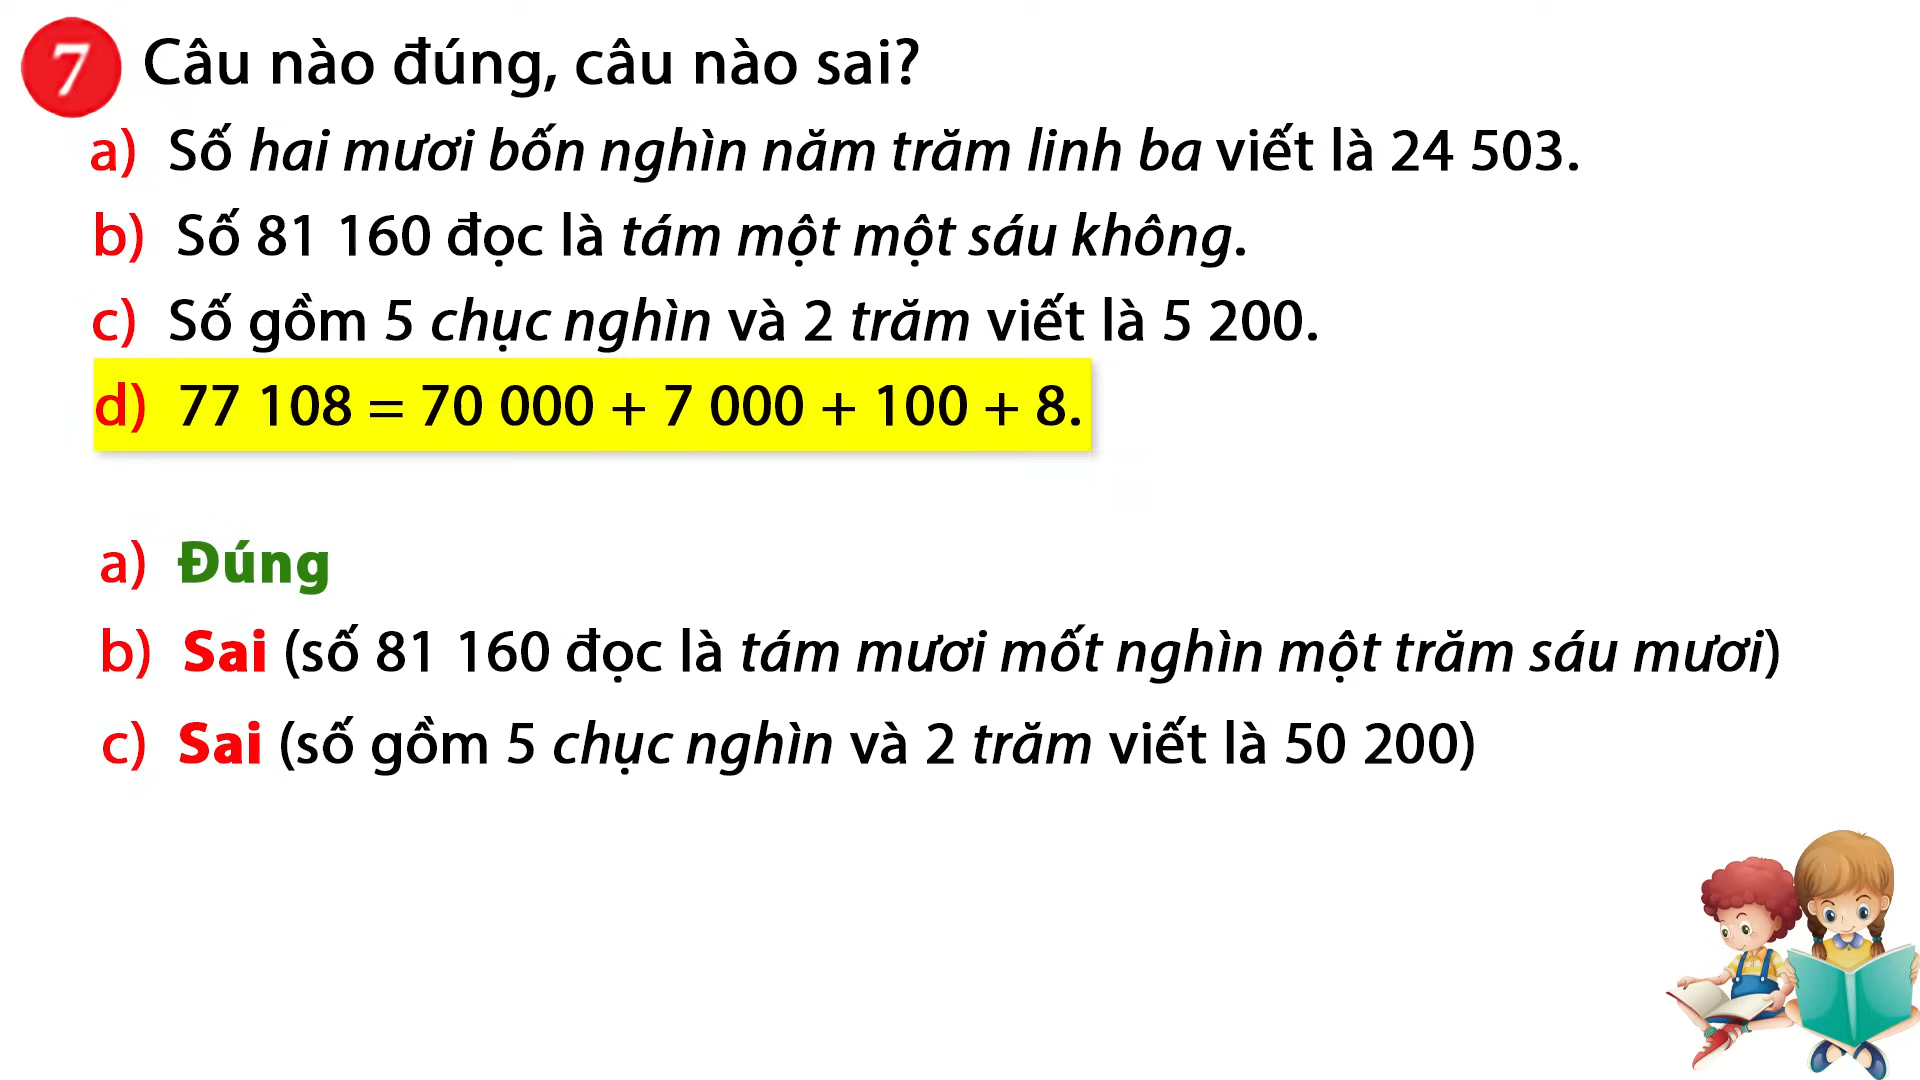 7 Câu nào đúng, câu nào sai?
a) Số hai mươi bốn nghìn năm trăm linh ba viết là 24 503.
b) Số 81 160 đọc là tám một một sáu không.
c) Số gồm 5 chục nghìn và 2 trăm viết là 5 200.
d) 77 108 = 70 000 + 7 000 + 100 + 8.
a) Đúng
b) Sai (số 81 160 đọc là tám mươi mốt nghìn một trăm sáu mươi)
c) Sai (số gồm 5 chục nghìn và 2 trăm viết là 50 200)